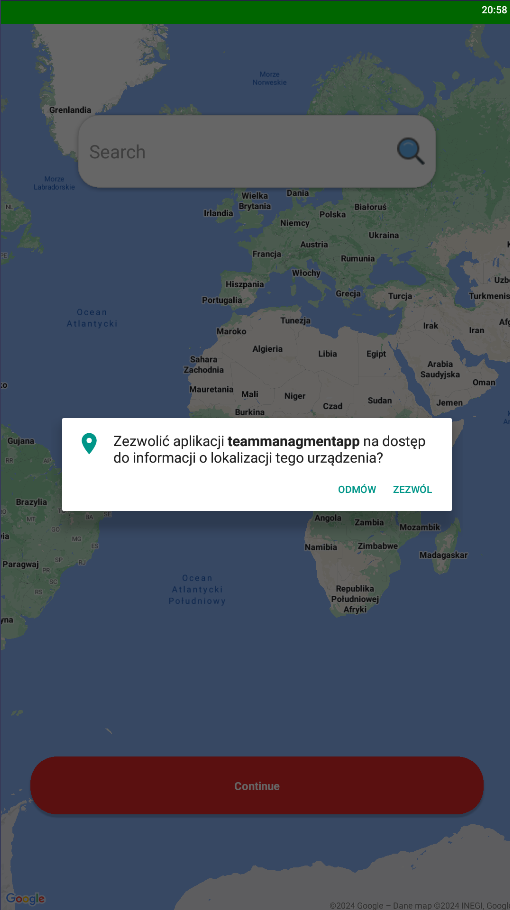 20:58
Morze
Norweskie
Grenlandia
Search
Morze
Labradorskie
Wielka
Brytania
Dania
Irlandia
Polska
Białoruś
Niemcy
Ukraina
Austria
Francja
Rumunia
Włochy
Hiszpania
Grecja
Turcja
Turkmenis
Portugalia
Ocean
Atlantycki
Tunezja
Maroko
Irak
Iran
Algieria
Libia
Egipt
Sahara
Zachodnia
Arabia
Saudyjska
Oman
Mauretania
Mali
Niger
Sudan
Czad
Jemen
Burkina
Zezwolić aplikacji teammanagmentapp na dostęp
do informacji o lokalizacji tego urządzenia?
ODMÓW ZEZWÓL
Gujana
Brazylia
Angola
Zambia
Mozambik
Namibia
Zimbabwe
Madagaskar
Paragwaj
Ocean
Atlantycki
Południowy
Republika
Południowej
Afryki
Continue
Google
©2024 Google – Dane map ©2024 INEGI, Googl